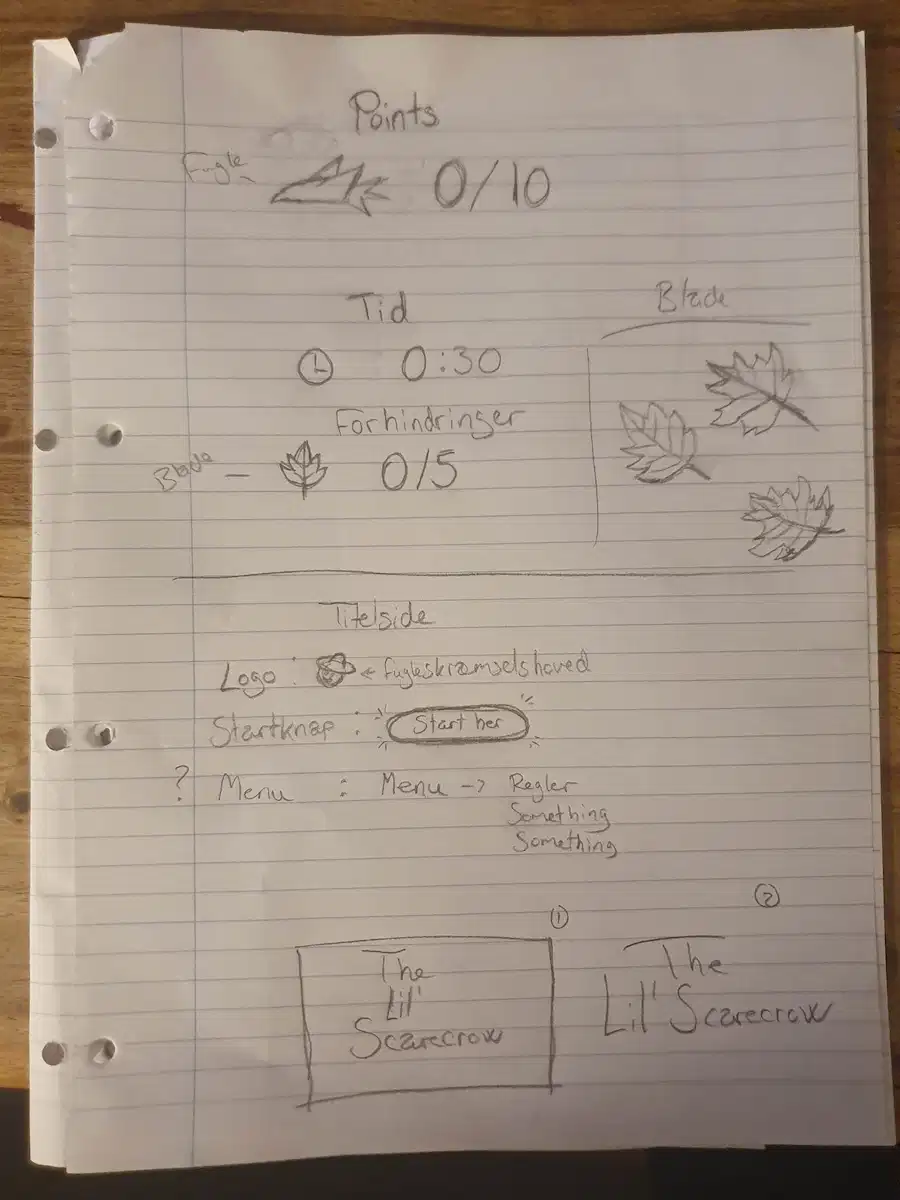 Points
Fugle 0/10
Tid
0:30
Forhindringer
Blade – 0/5
Blade
Titelside
Logo : ← fugleskræmselshoved
Startknap : Start her
? Menu : Menu -> Regler
Something
Something
①
The
Lil'
Scarecrow
②
The
Lil' Scarecrow